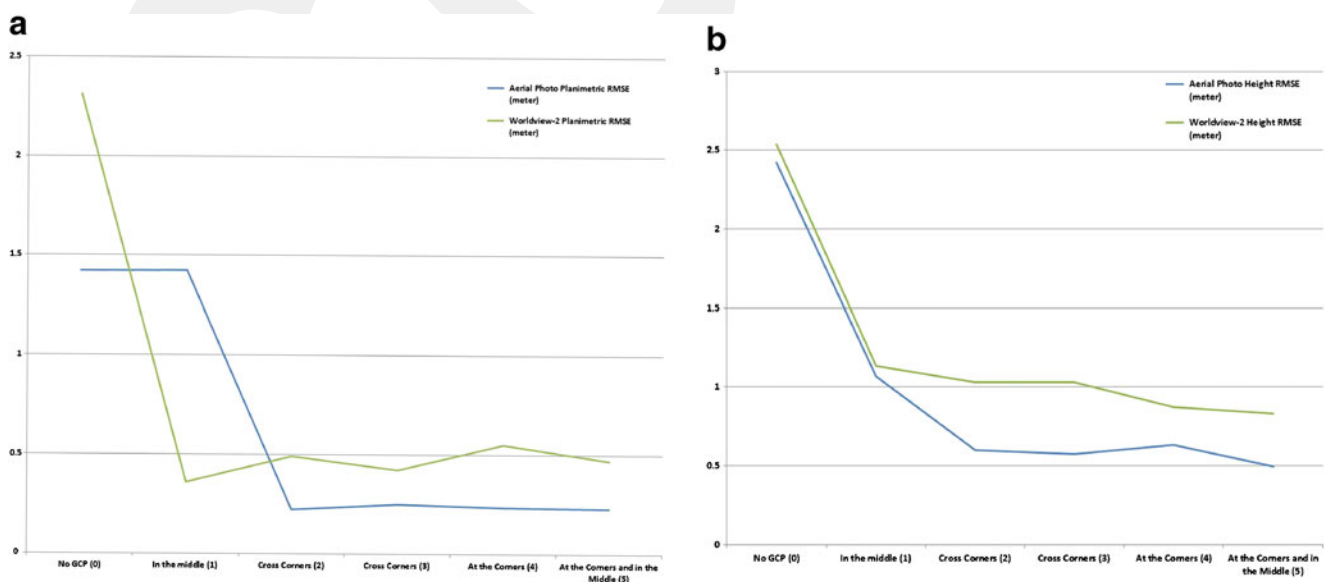 a
2.5
2
1.5
1
0.5
0
Aerial Photo Planimetric RMSE
(meter)
Worldview-2 Planimetric RMSE
(meter)
No GCP (0)
In the middle (1)
Cross Corners (2)
Cross Corners (3)
At the Corners (4)
At the Corners and in the
Middle (5)
b
3
2.5
2
1.5
1
0.5
0
Aerial Photo Height RMSE
(meter)
Worldview-2 Height RMSE
(meter)
No GCP (0)
In the middle (1)
Cross Corners (2)
Cross Corners (3)
At the Corners (4)
At the Corners and in
the Middle (5)